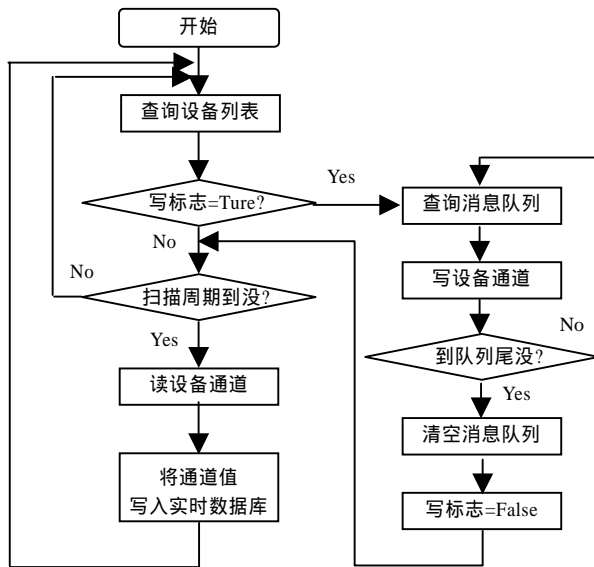 开始
查询设备列表
写标志=Ture?
Yes
No
扫描周期到没?
No
Yes
读设备通道
将通道值
写入实时数据库
查询消息队列
写设备通道
到队列尾没?
No
Yes
清空消息队列
写标志=False